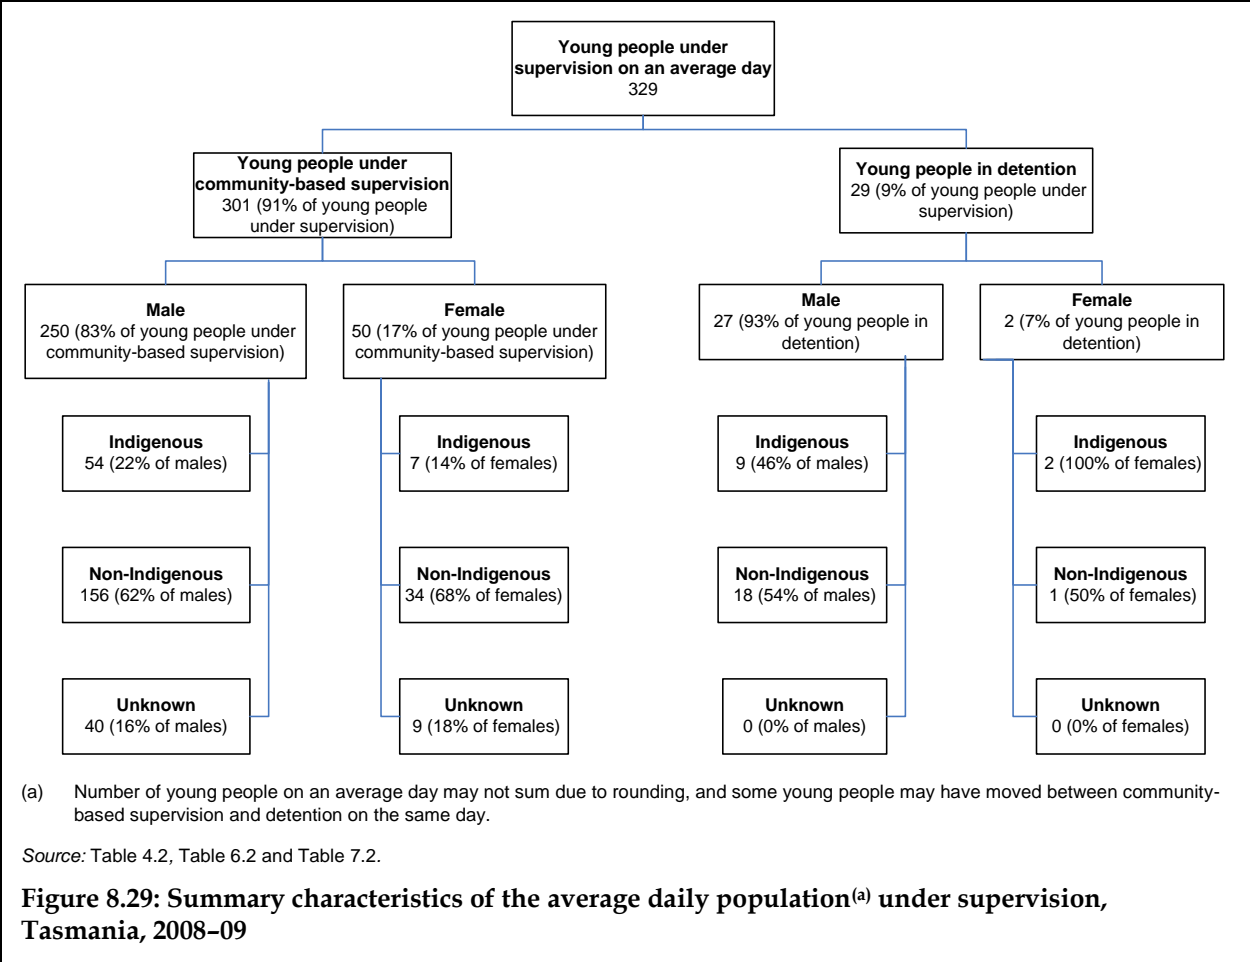 Young people under
supervision on an average day
329
Young people under
community-based supervision
301 (91% of young people
under supervision)
Young people in detention
29 (9% of young people under
supervision)
Male
250 (83% of young people under
community-based supervision)
Female
50 (17% of young people under
community-based supervision)
Male
27 (93% of young people in
detention)
Female
2 (7% of young people in
detention)
Indigenous
54 (22% of males)
Indigenous
7 (14% of females)
Indigenous
9 (46% of males)
Indigenous
2 (100% of females)
Non-Indigenous
156 (62% of males)
Non-Indigenous
34 (68% of females)
Non-Indigenous
18 (54% of males)
Non-Indigenous
1 (50% of females)
Unknown
40 (16% of males)
Unknown
9 (18% of females)
Unknown
0 (0% of males)
Unknown
0 (0% of females)
(a) Number of young people on an average day may not sum due to rounding, and some young people may have moved between community-
based supervision and detention on the same day.
Source: Table 4.2, Table 6.2 and Table 7.2.
Figure 8.29: Summary characteristics of the average daily population(a) under supervision,
Tasmania, 2008–09